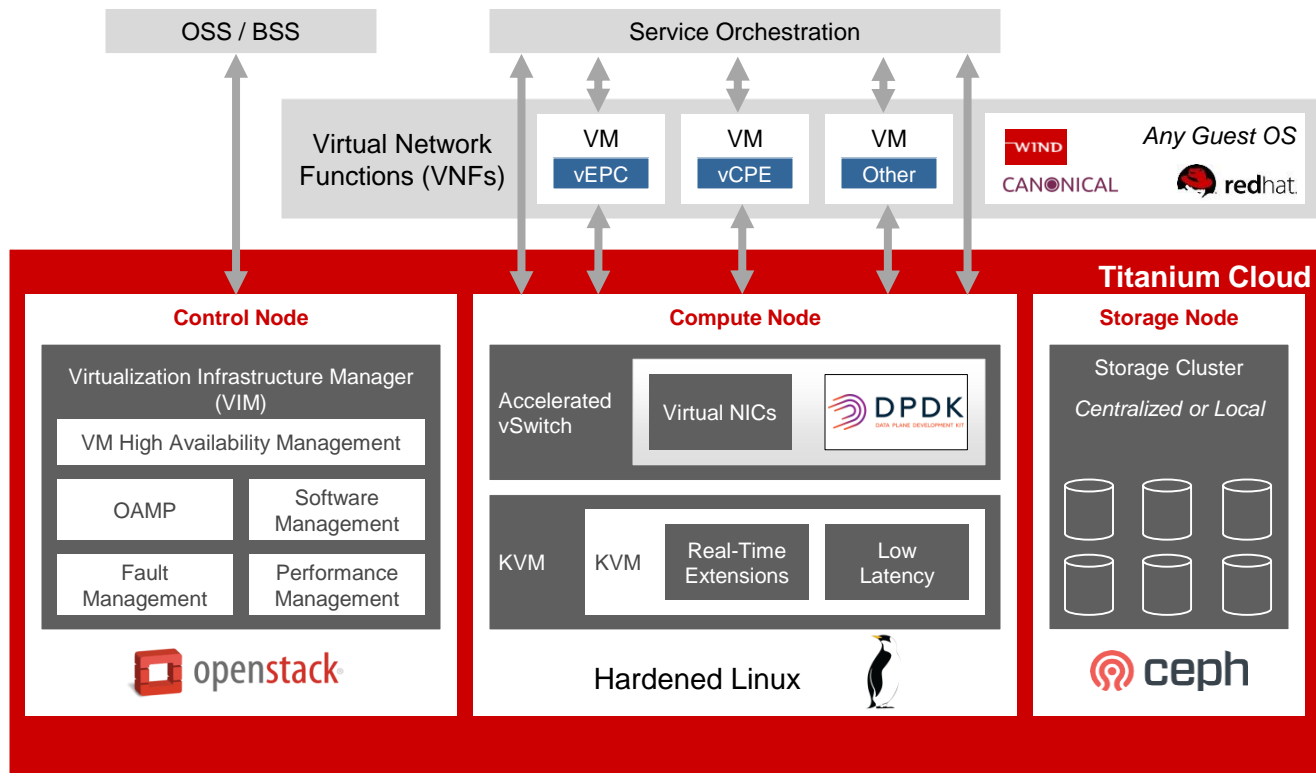 OSS / BSS
Service Orchestration
Virtual Network
Functions (VNFs)
VM
vEPC
VM
vCPE
VM
Other
Any Guest OS
WIND
CANONICAL
redhat.
Titanium Cloud
Control Node
Virtualization Infrastructure Manager
(VIM)
VM High Availability Management
OAMP
Software
Management
Fault
Management
Performance
Management
openstack
Compute Node
Accelerated
vSwitch
Virtual NICs
DPDK
DATA PLANE DEVELOPMENT KIT
KVM
KVM
Real-Time
Extensions
Low
Latency
Hardened Linux
Storage Node
Storage Cluster
Centralized or Local
ceph